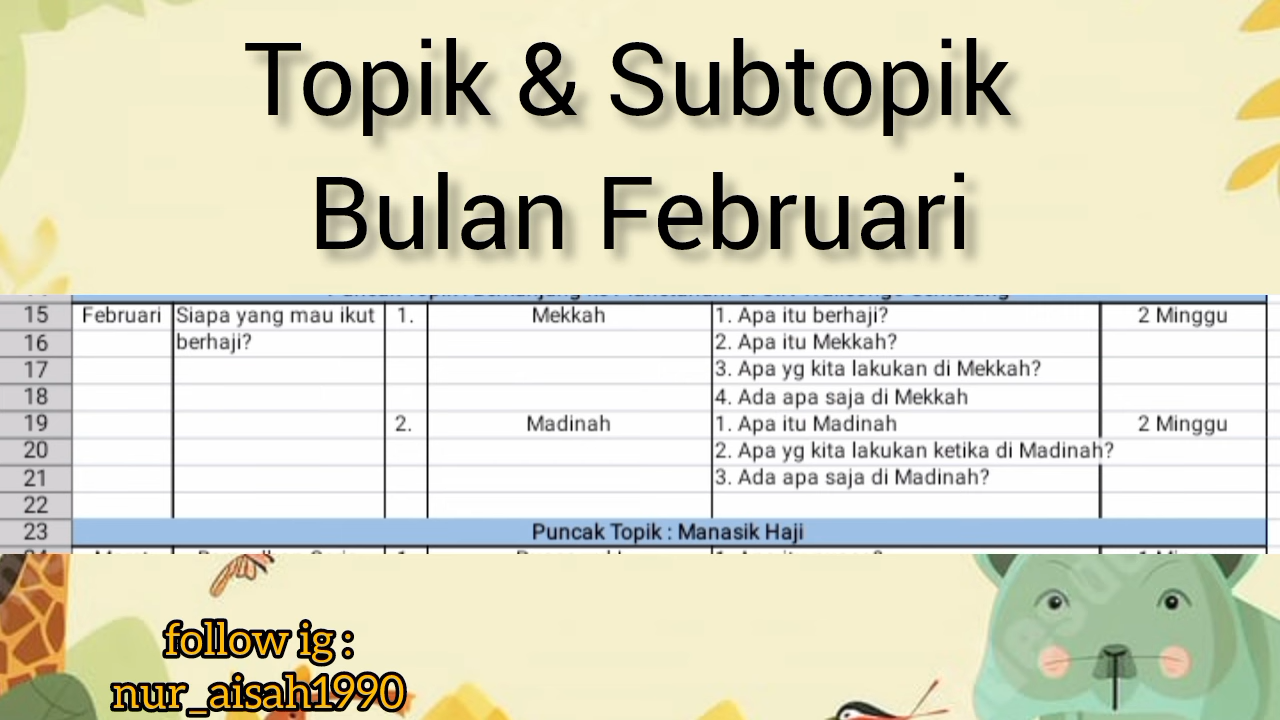 Topik & Subtopik
Bulan Februari
15 Februari Siapa yang mau ikut 1. Mekkah 1. Apa itu berhaji? 2 Minggu
16 berhaji? 2. Apa itu Mekkah?
17 3. Apa yg kita lakukan di Mekkah?
18 4. Ada apa saja di Mekkah
19 2. Madinah 1. Apa itu Madinah 2 Minggu
20 2. Apa yg kita lakukan ketika di Madinah?
21 3. Ada apa saja di Madinah?
22
23 Puncak Topik : Manasik Haji
follow ig :
nur_aisah1990